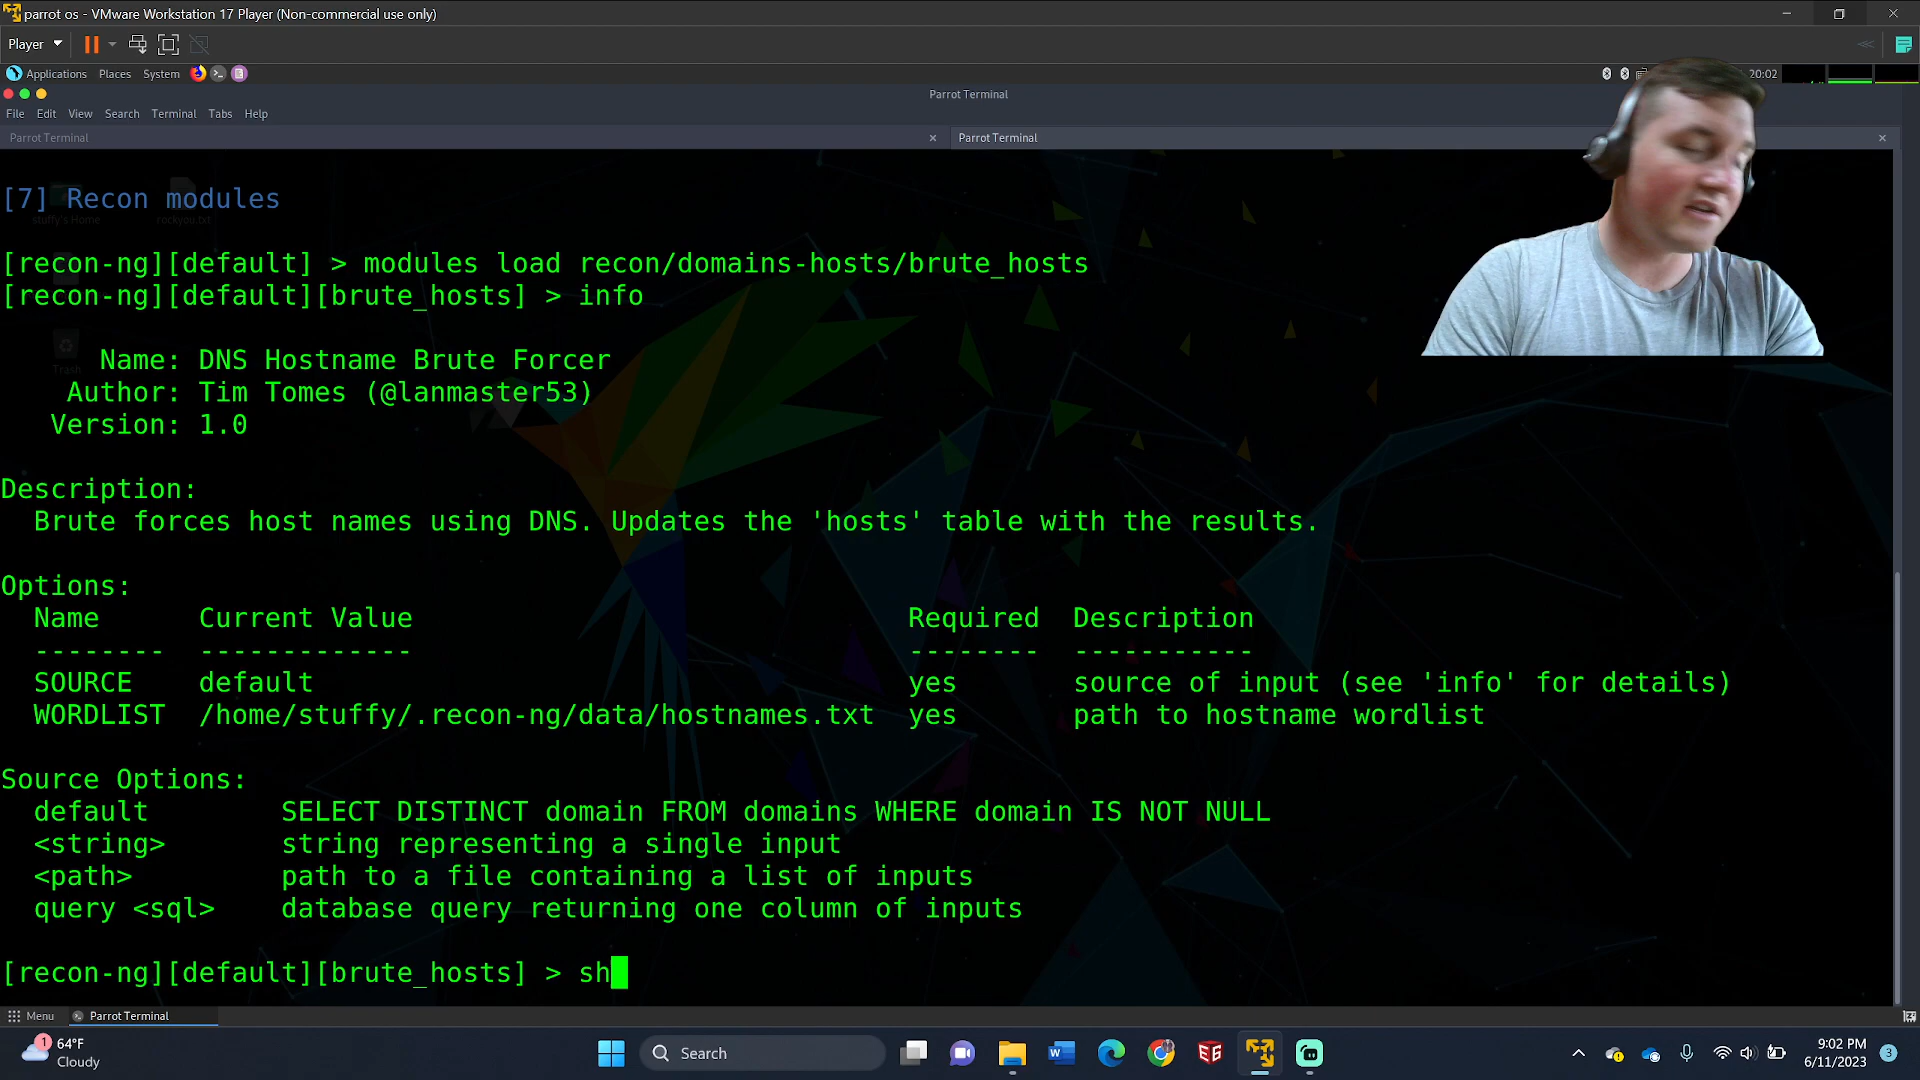 parrot os - VMware Workstation 17 Player (Non-commercial use only)
Player
Applications Places System
20:02
Parrot Terminal
File Edit View Search Terminal Tabs Help
Parrot Terminal
Parrot Terminal
[7] Recon modules
stuffy's Home
rockyou.txt
[recon-ng][default] > modules load recon/domains-hosts/brute_hosts
[recon-ng][default][brute_hosts] > info
Name: DNS Hostname Brute Forcer
Trash
Author: Tim Tomes (@lanmaster53)
Version: 1.0
Description:
Brute forces host names using DNS. Updates the 'hosts' table with the results.
Options:
Name Current Value Required Description
-------- ------------- -------- -----------
SOURCE default yes source of input (see 'info' for details)
WORDLIST /home/stuffy/.recon-ng/data/hostnames.txt yes path to hostname wordlist
Source Options:
default SELECT DISTINCT domain FROM domains WHERE domain IS NOT NULL
<string> string representing a single input
<path> path to a file containing a list of inputs
query <sql> database query returning one column of inputs
[recon-ng][default][brute_hosts] > sh
Menu Parrot Terminal
1
64°F
Cloudy
Search
9:02 PM
6/11/2023
3